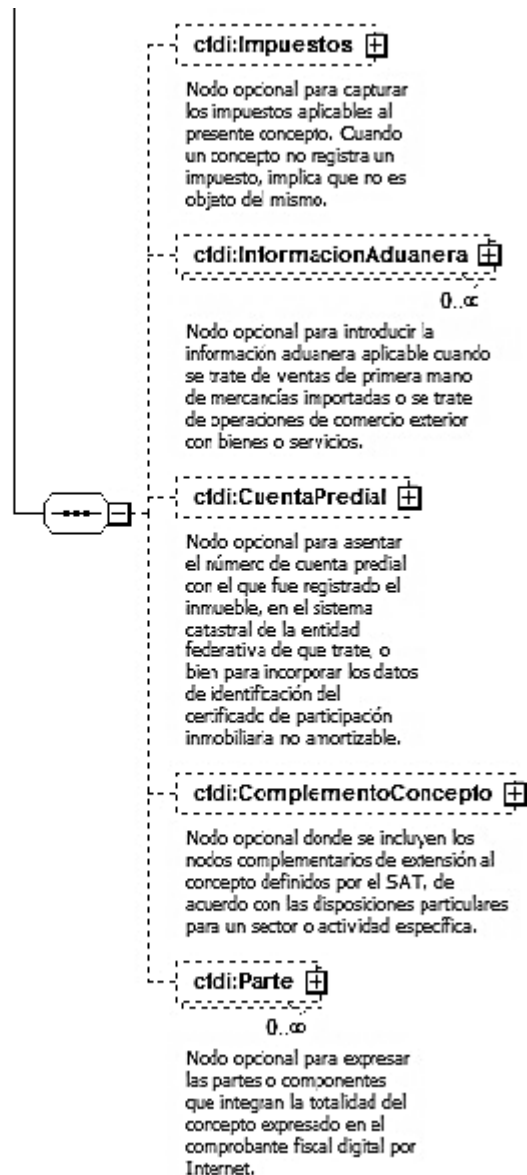 cfdi:Impuestos
Nodo opcional para capturar
los impuestos aplicables al
presente concepto. Cuando
un concepto no registra un
impuesto, implica que no es
objeto del mismo.
cfdi:InformacionAduanera
0..∞
Nodo opcional para introducir la
información aduanera aplicable cuando
se trate de ventas de primera mano
de mercancías importadas o se trate
de operaciones de comercio exterior
con bienes o servicios.
cfdi:CuentaPredial
Nodo opcional para asentar
el número de cuenta predial
con el que fue registrado el
inmueble, en el sistema
catastral de la entidad
federativa de que trate, o
bien para incorporar los datos
de identificación del
certificado de participación
inmobiliaria no amortizable.
cfdi:ComplementoConcepto
Nodo opcional donde se incluyen los
nodos complementarios de extensión al
concepto definidos por el SAT, de
acuerdo con las disposiciones particulares
para un sector o actividad específica.
cfdi:Parte
0..∞
Nodo opcional para expresar
las partes o componentes
que integran la totalidad del
concepto expresado en el
comprobante fiscal digital por
Internet.